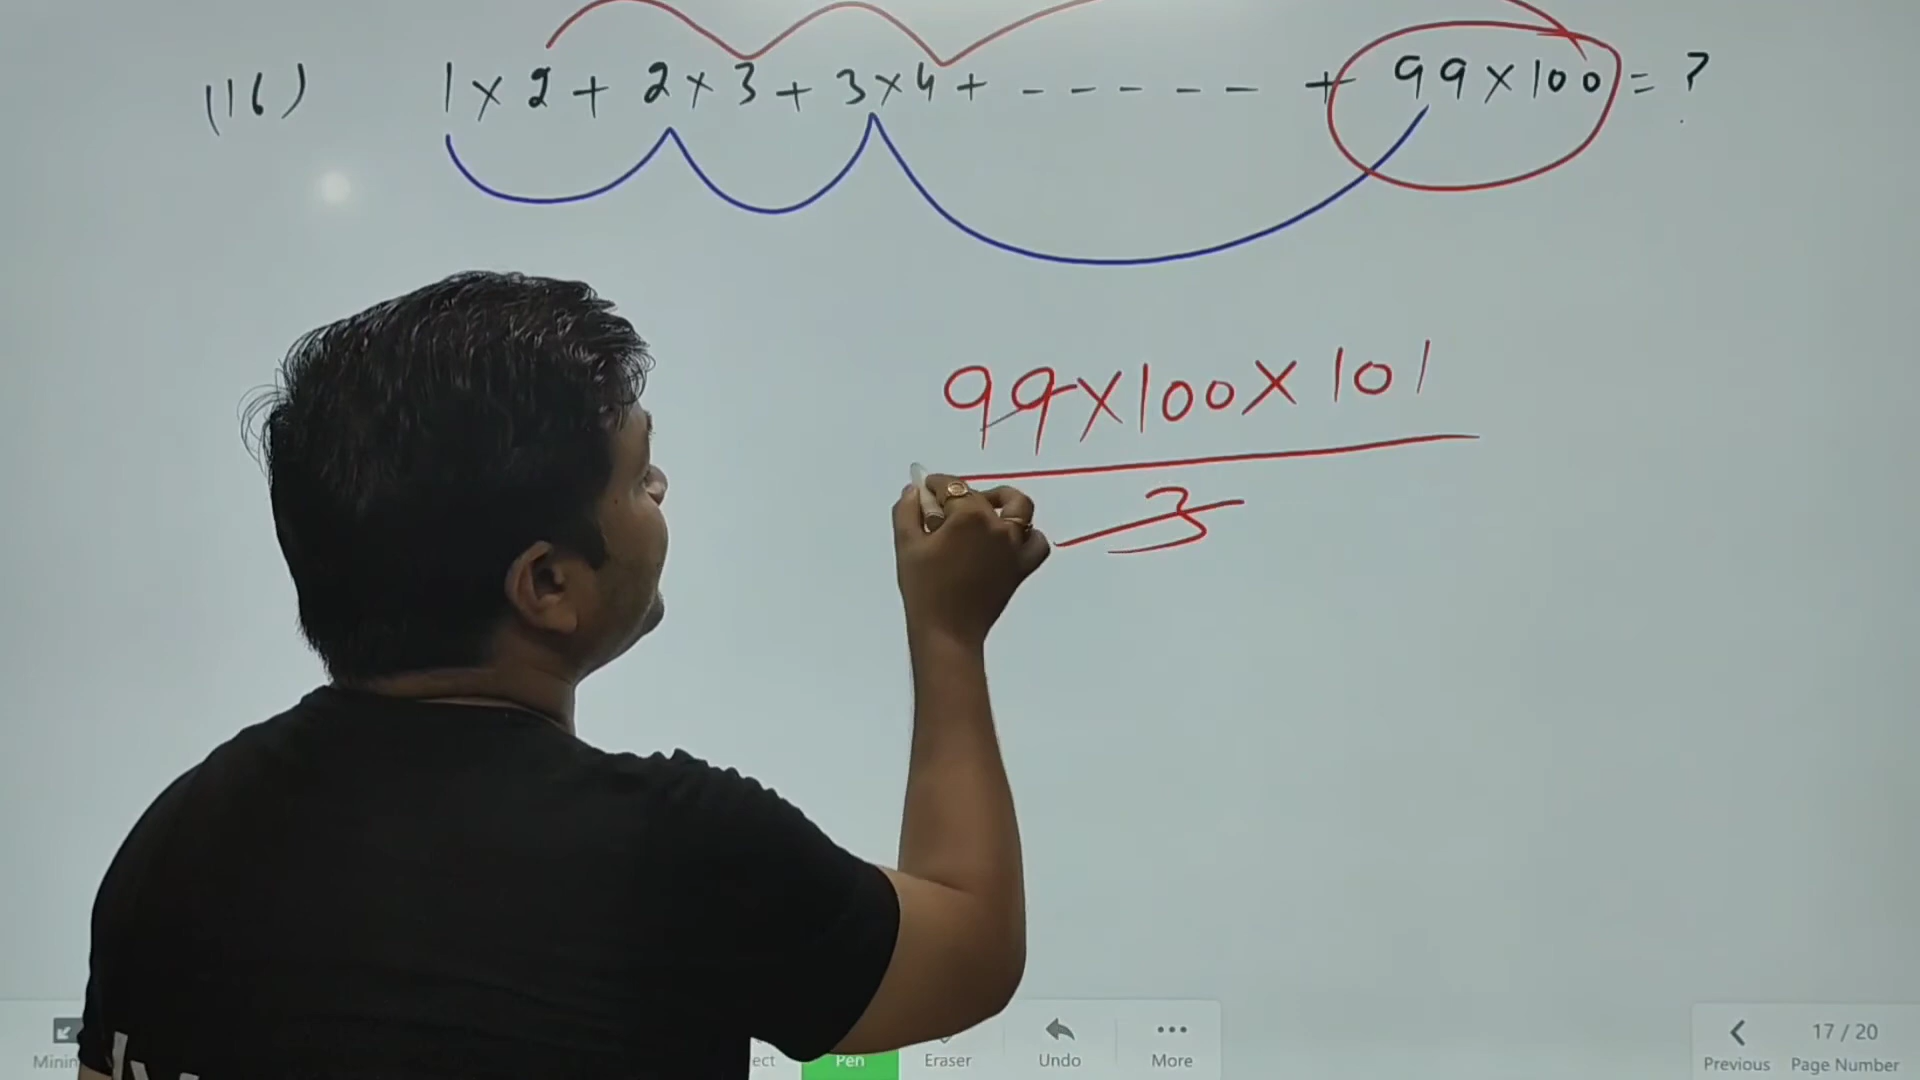 (16) 1 × 2 + 2 × 3 + 3 × 4 + - - - - - + 99 × 100 = ?
99 × 100 × 101
3
Pen
Eraser
Undo
More
Previous
17 / 20
Page Number